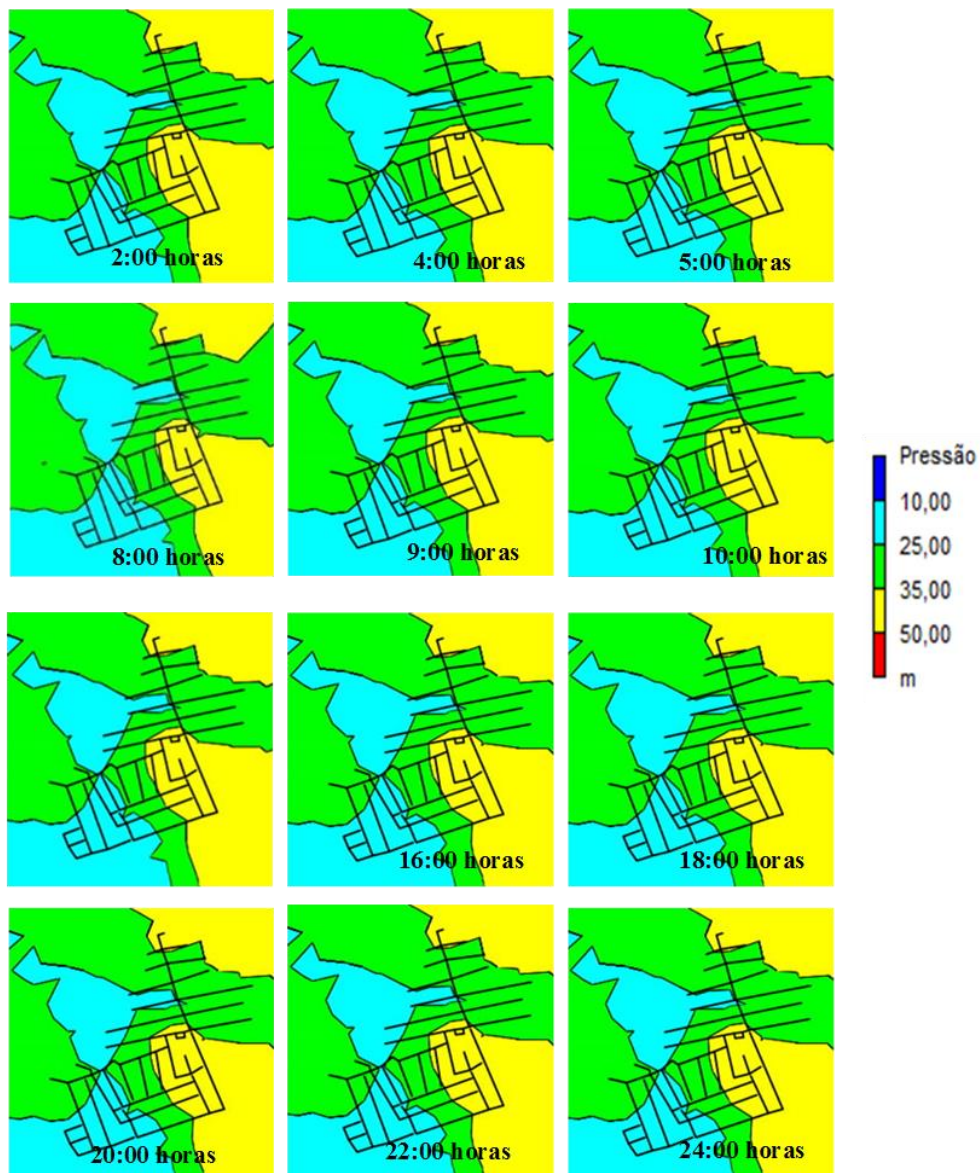 2:00 horas
4:00 horas
5:00 horas
8:00 horas
9:00 horas
10:00 horas
Pressão
10,00
25,00
35,00
50,00
m
16:00 horas
18:00 horas
20:00 horas
22:00 horas
24:00 horas